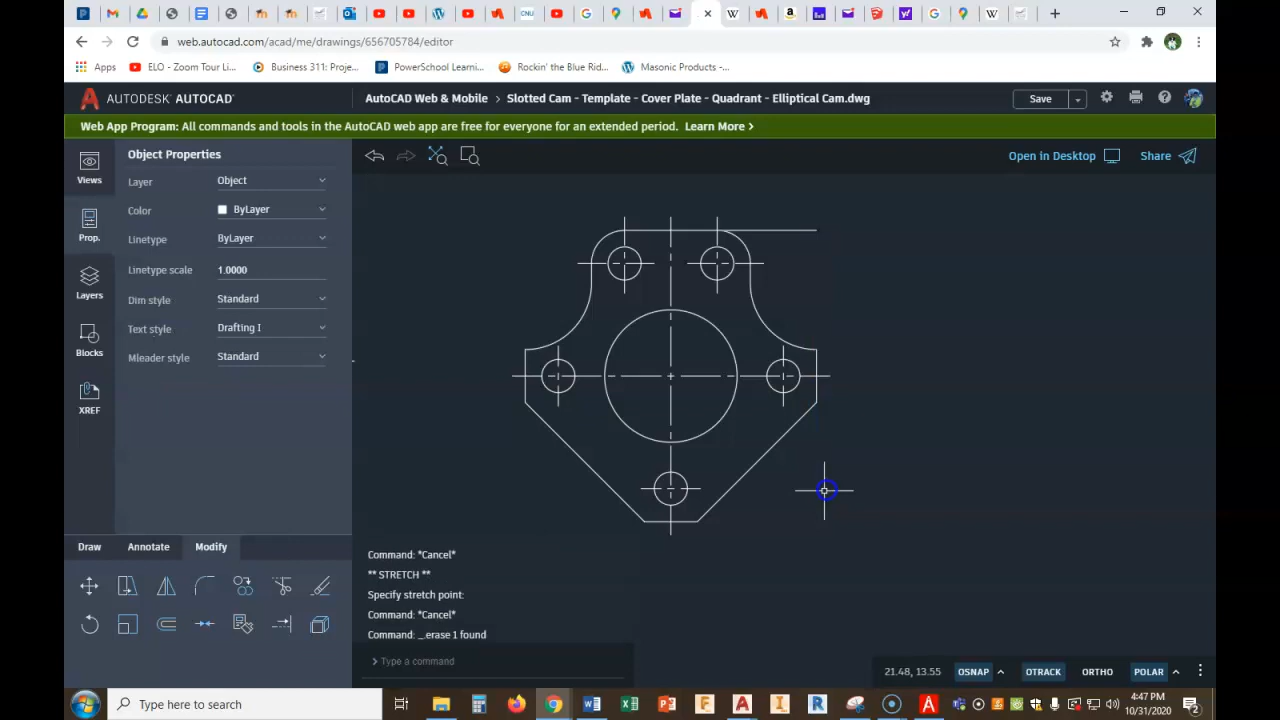 web.autocad.com/acad/me/drawings/656705784/editor
Apps
ELO - Zoom Tour Li...
Business 311: Proje...
PowerSchool Learni...
Rockin' the Blue Rid...
Masonic Products -...
AUTODESK AUTOCAD
AutoCAD Web & Mobile > Slotted Cam - Template - Cover Plate - Quadrant - Elliptical Cam.dwg
Save
Web App Program: All commands and tools in the AutoCAD web app are free for everyone for an extended period. Learn More >
Views
Prop.
Layers
Blocks
XREF
Object Properties
Layer Object
Color ByLayer
Linetype ByLayer
Linetype scale 1.0000
Dim style Standard
Text style Drafting I
Mleader style Standard
Open in Desktop
Share
Draw Annotate Modify
Command: *Cancel*
** STRETCH **
Specify stretch point:
Command: *Cancel*
Command: _.erase 1 found
Type a command
21.48, 13.55 OSNAP OTRACK ORTHO POLAR
Type here to search
4:47 PM
10/31/2020